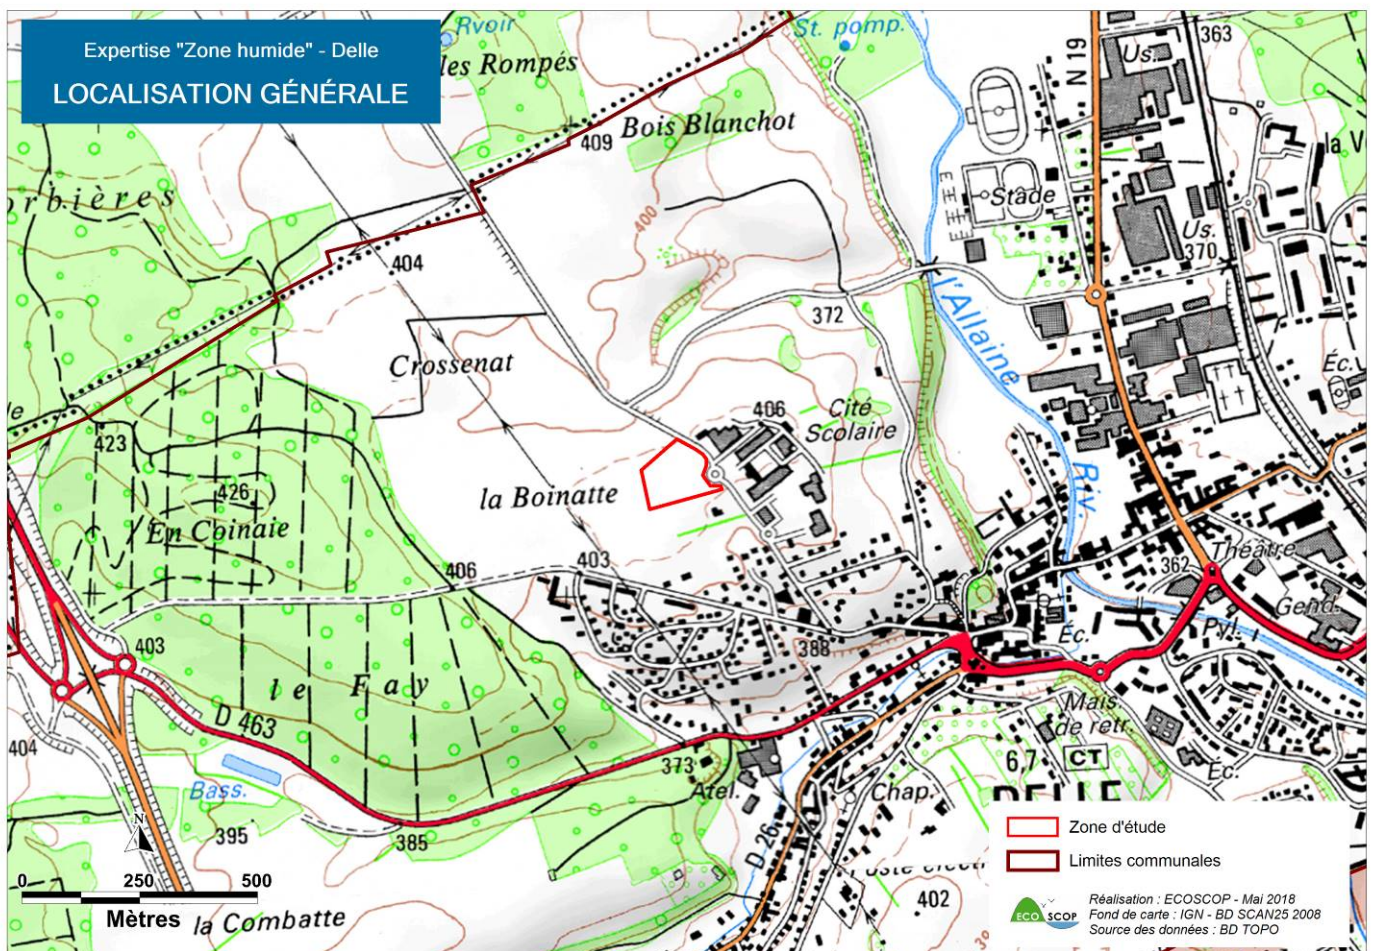 Expertise "Zone humide" - Delle
LOCALISATION GÉNÉRALE
Rvoir
les Rompés
St. pomp.
N 19
363
Us.
Bois Blanchot
409
la V
orbières
400
Stade
Us.
370
404
l'Allaine
372
Crossenat
Éc.
406
Cité
Scolaire
423
426
la Boinatte
Riv.
En Coinaie
406
403
362
Théâtre
Gend.
403
388
Éc.
Pyl.
le Fay
D 463
Mais.
de retr.
404
373
6,7
CT
Éc.
Bass.
Atel.
Chap.
DELLE
395
385
D 26
N
402
0 250 500
Mètres
la Combatte
Zone d'étude
Limites communales
ECO SCOP
Réalisation : ECOSCOP - Mai 2018
Fond de carte : IGN - BD SCAN25 2008
Source des données : BD TOPO